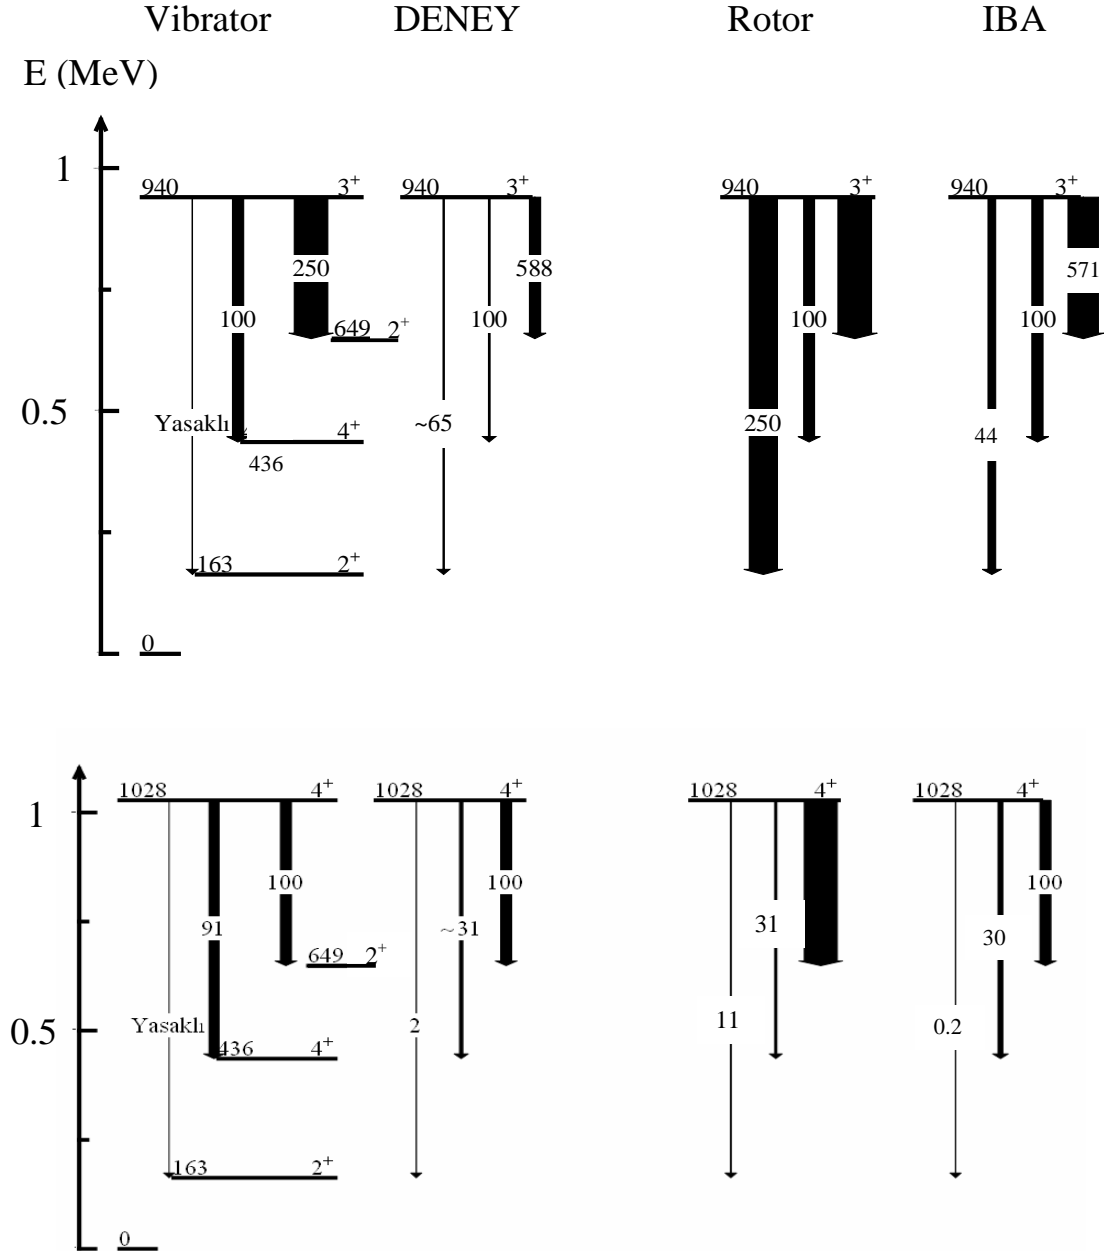 Vibrator DENEY Rotor IBA
E (MeV)
1
940 3+ 940 3+ 940 3+ 940 3+
250 588 571
100 649 2+ 100 100 100
0.5
Yasaklı 4+ ~65 250 44
436
163 2+
0
1028 4+ 1028 4+ 1028 4+ 1028 4+
1
100 100 100
91 ~31 31 30
649 2+
0.5 Yasaklı 2 11 0.2
436 4+
163 2+
0